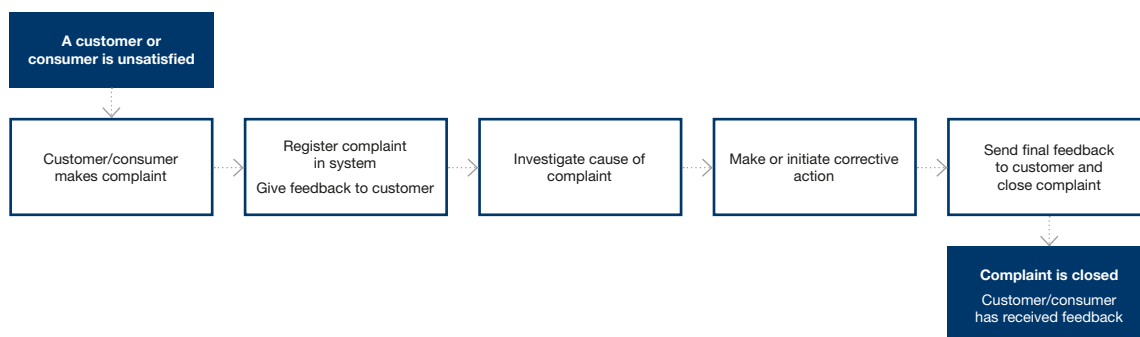 A customer or
consumer is unsatisfied
Customer/consumer
makes complaint
Register complaint
in system
Give feedback to customer
Investigate cause of
complaint
Make or initiate corrective
action
Send final feedback
to customer and
close complaint
Complaint is closed
Customer/consumer
has received feedback